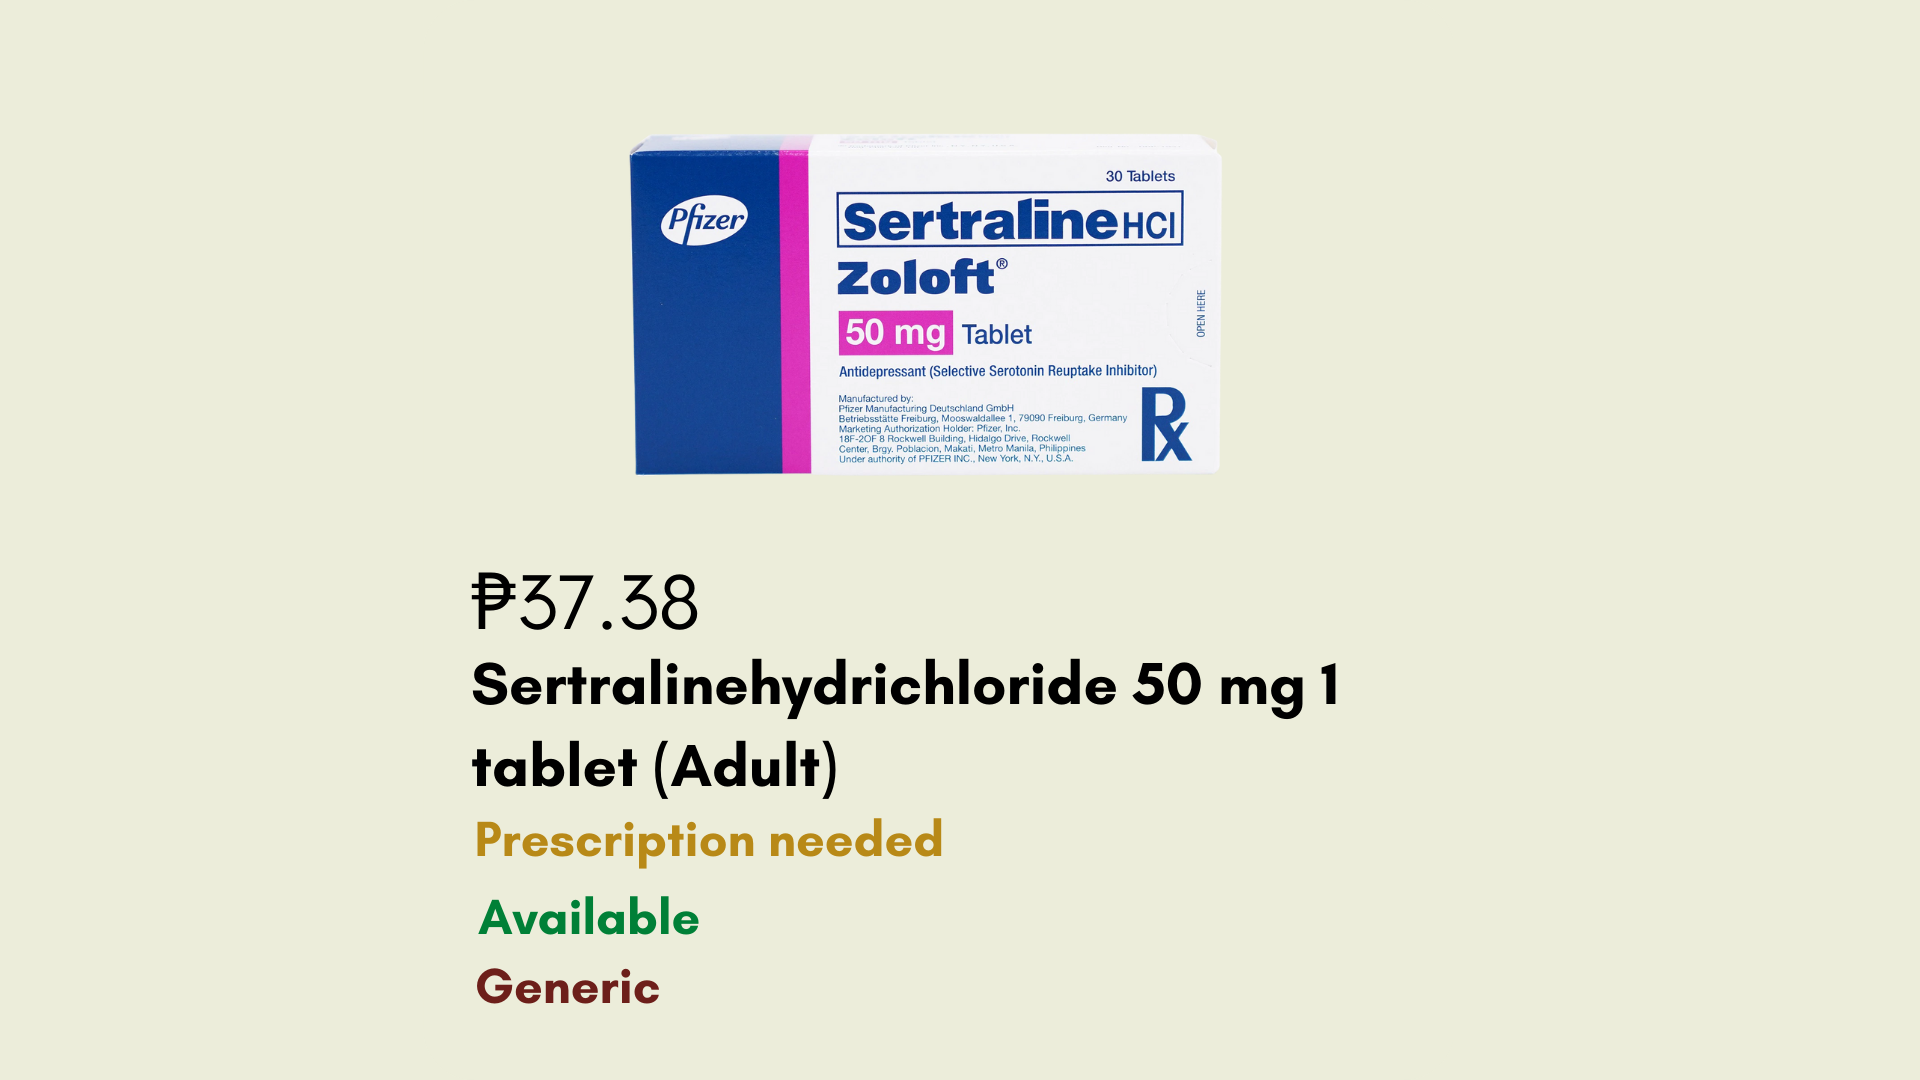 30 Tablets
Pfizer
Sertraline HCl
Zoloft®
50 mg Tablet
OPEN HERE
Antidepressant (Selective Serotonin Reuptake Inhibitor)
Manufactured by:
Pfizer Manufacturing Deutschland GmbH
Betriebsstätte Freiburg, Mooswaldallee 1, 79090 Freiburg, Germany
Marketing Authorization Holder: Pfizer, Inc.
18F-2OF 8 Rockwell Building, Hidalgo Drive, Rockwell
Center, Brgy. Poblacion, Makati, Metro Manila, Philippines
Under authority of PFIZER INC., New York, N.Y., U.S.A.
Rx
₱37.38
Sertralinehydrichloride 50 mg 1
tablet (Adult)
Prescription needed
Available
Generic